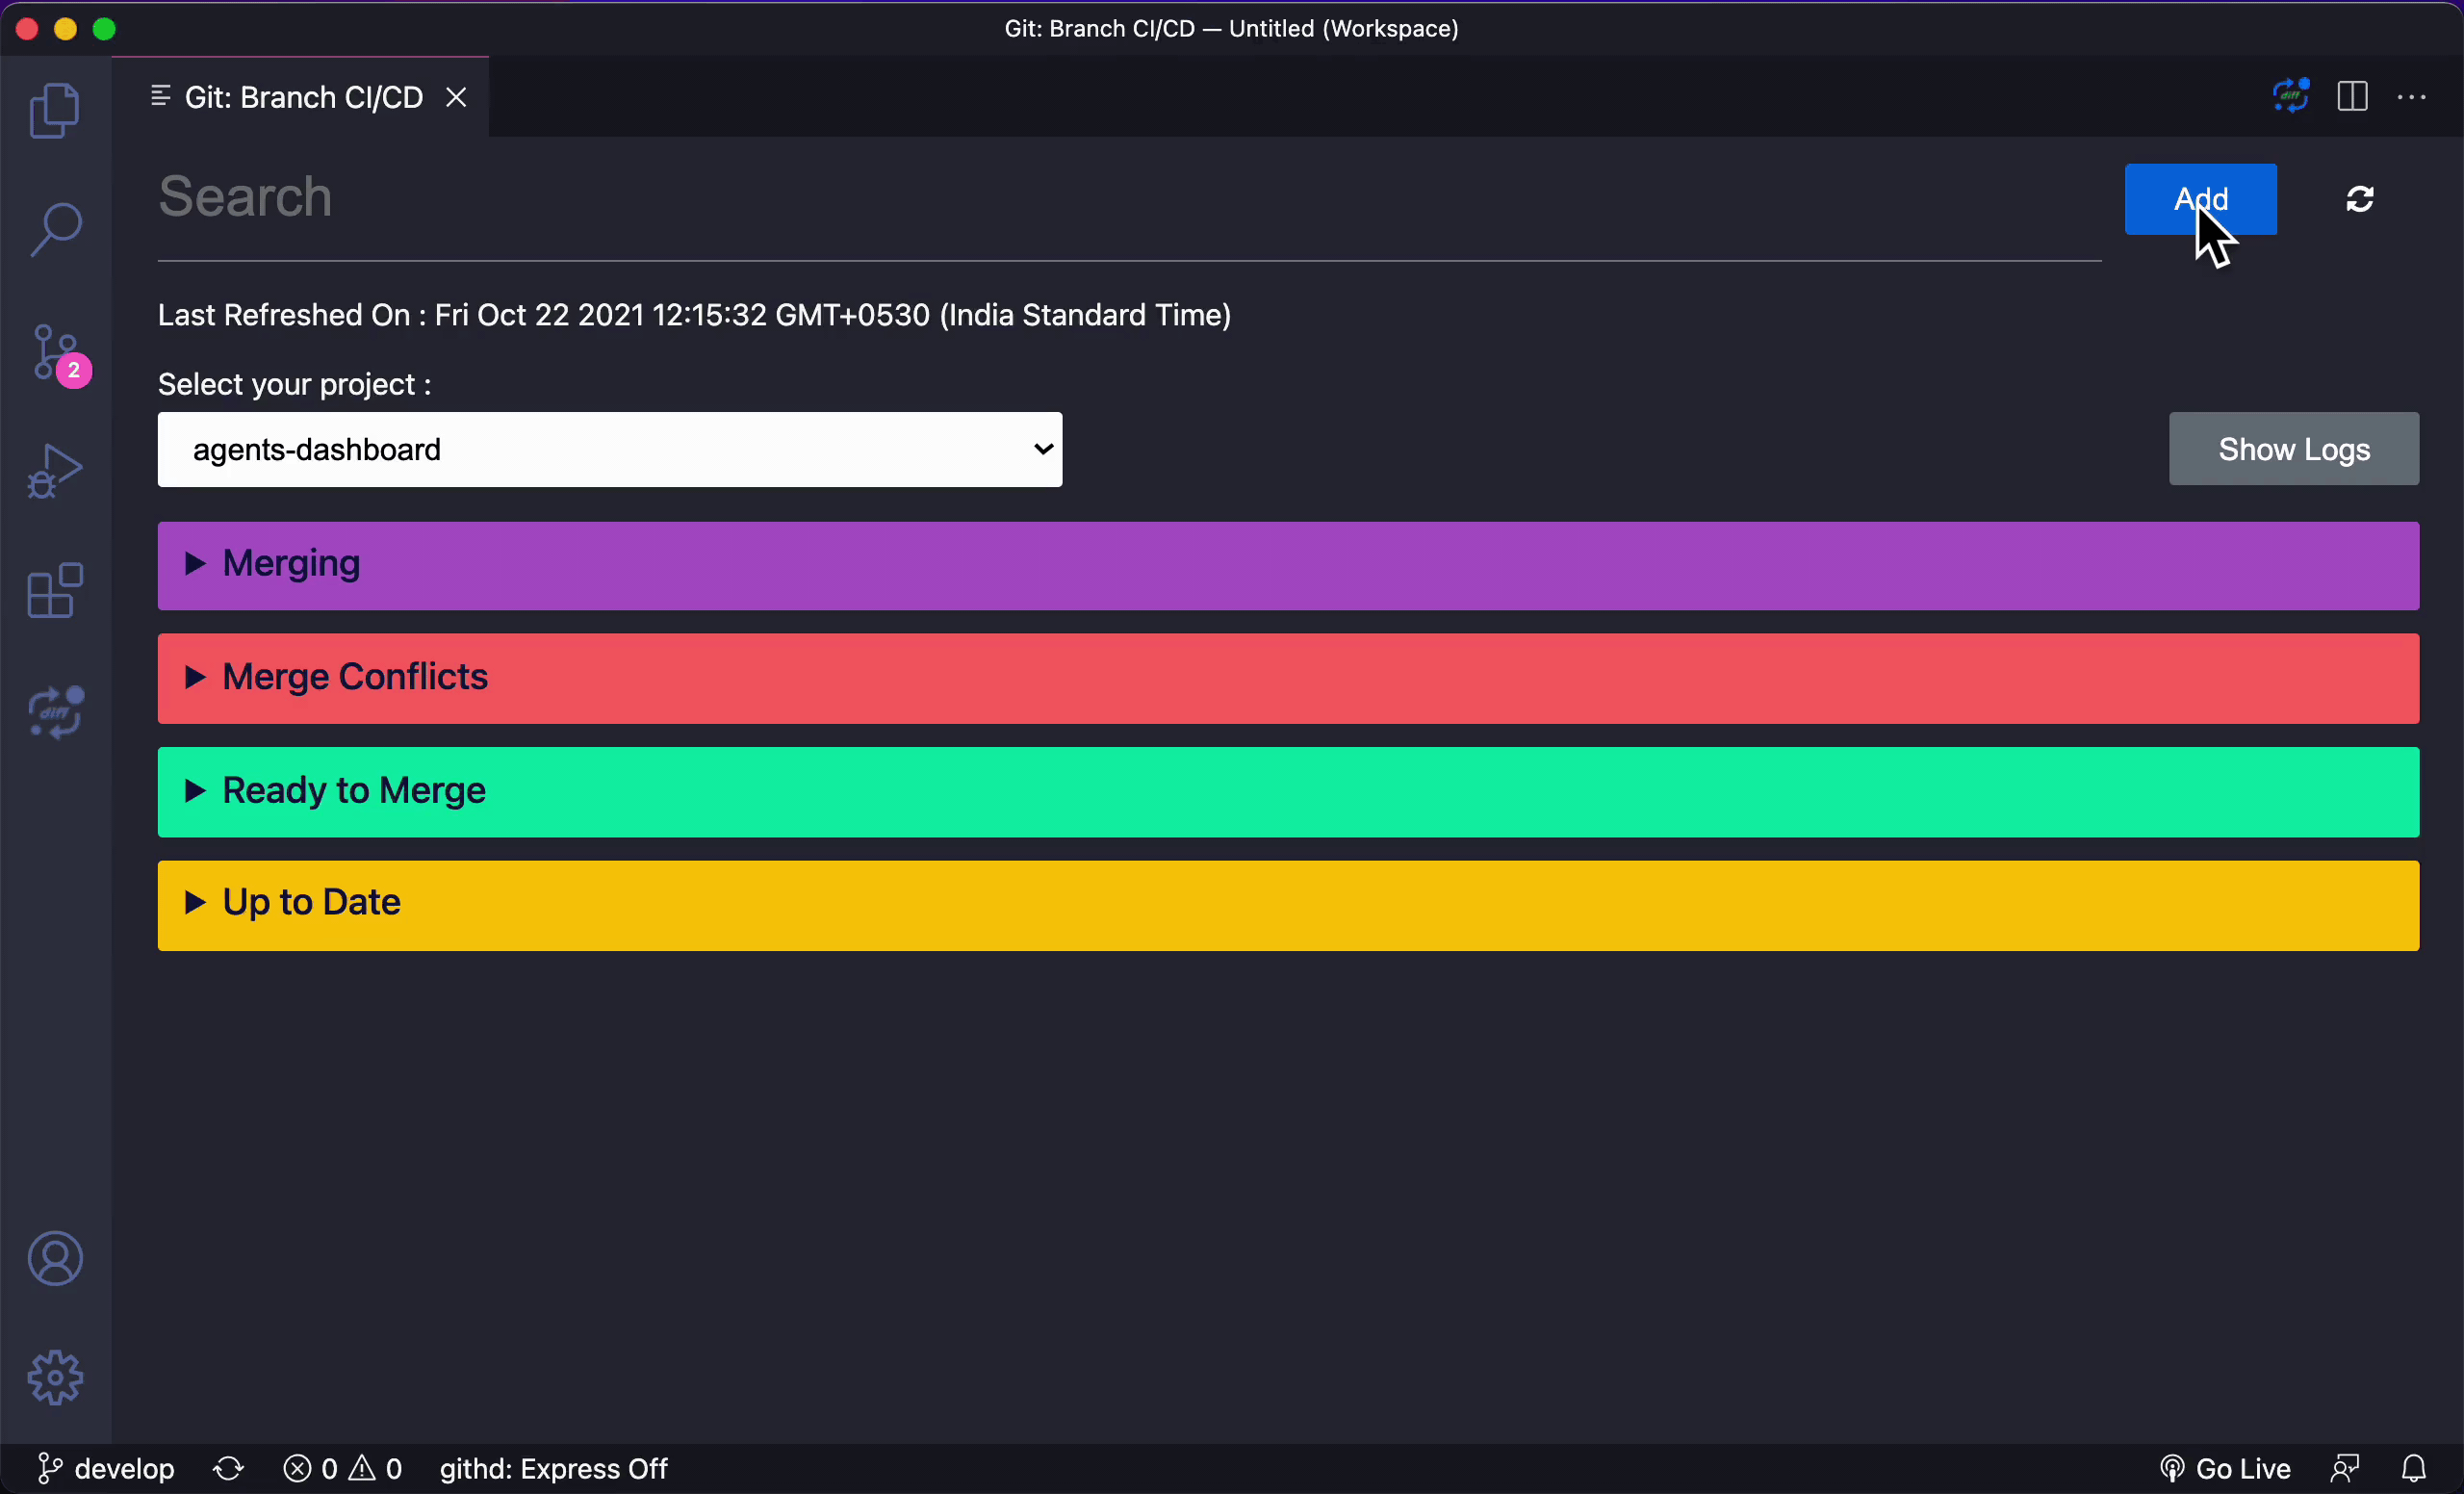 Git: Branch CI/CD — Untitled (Workspace)
Git: Branch CI/CD
diff
Search
Add
Last Refreshed On : Fri Oct 22 2021 12:15:32 GMT+0530 (India Standard Time)
2
Select your project :
agents-dashboard
Show Logs
Merging
Merge Conflicts
diff
Ready to Merge
Up to Date
develop 0 0 githd: Express Off Go Live